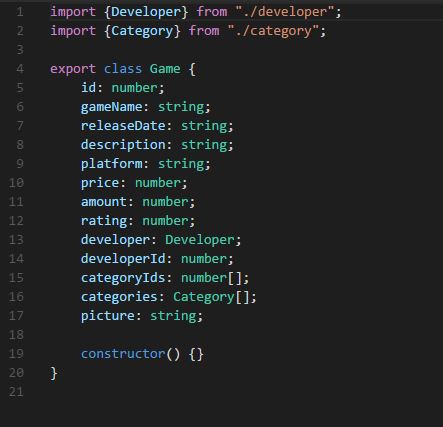 1 import {Developer} from "./developer";
2 import {Category} from "./category";
3
4 export class Game {
5 id: number;
6 gameName: string;
7 releaseDate: string;
8 description: string;
9 platform: string;
10 price: number;
11 amount: number;
12 rating: number;
13 developer: Developer;
14 developerId: number;
15 categoryIds: number[];
16 categories: Category[];
17 picture: string;
18
19 constructor() {}
20 }
21